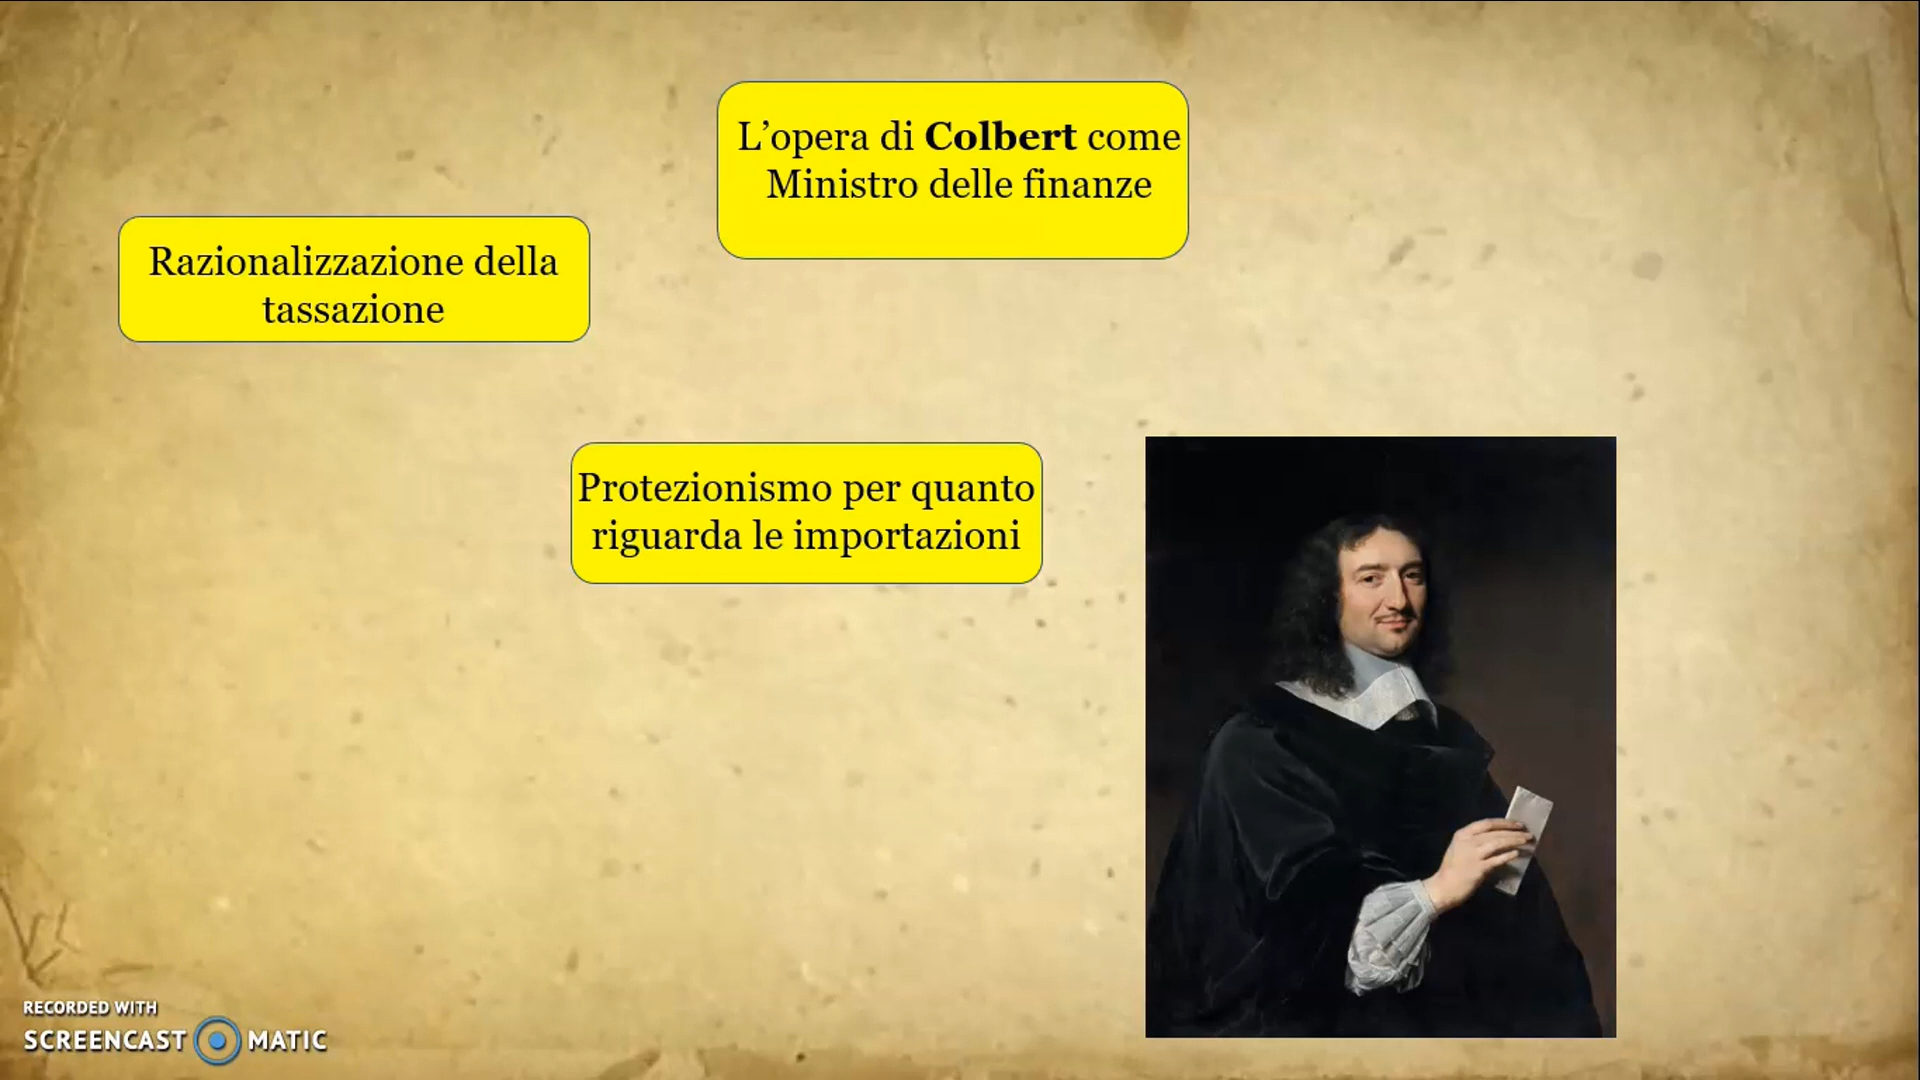 L’opera di Colbert come
Ministro delle finanze
Razionalizzazione della
tassazione
Protezionismo per quanto
riguarda le importazioni
RECORDED WITH
SCREENCAST MATIC